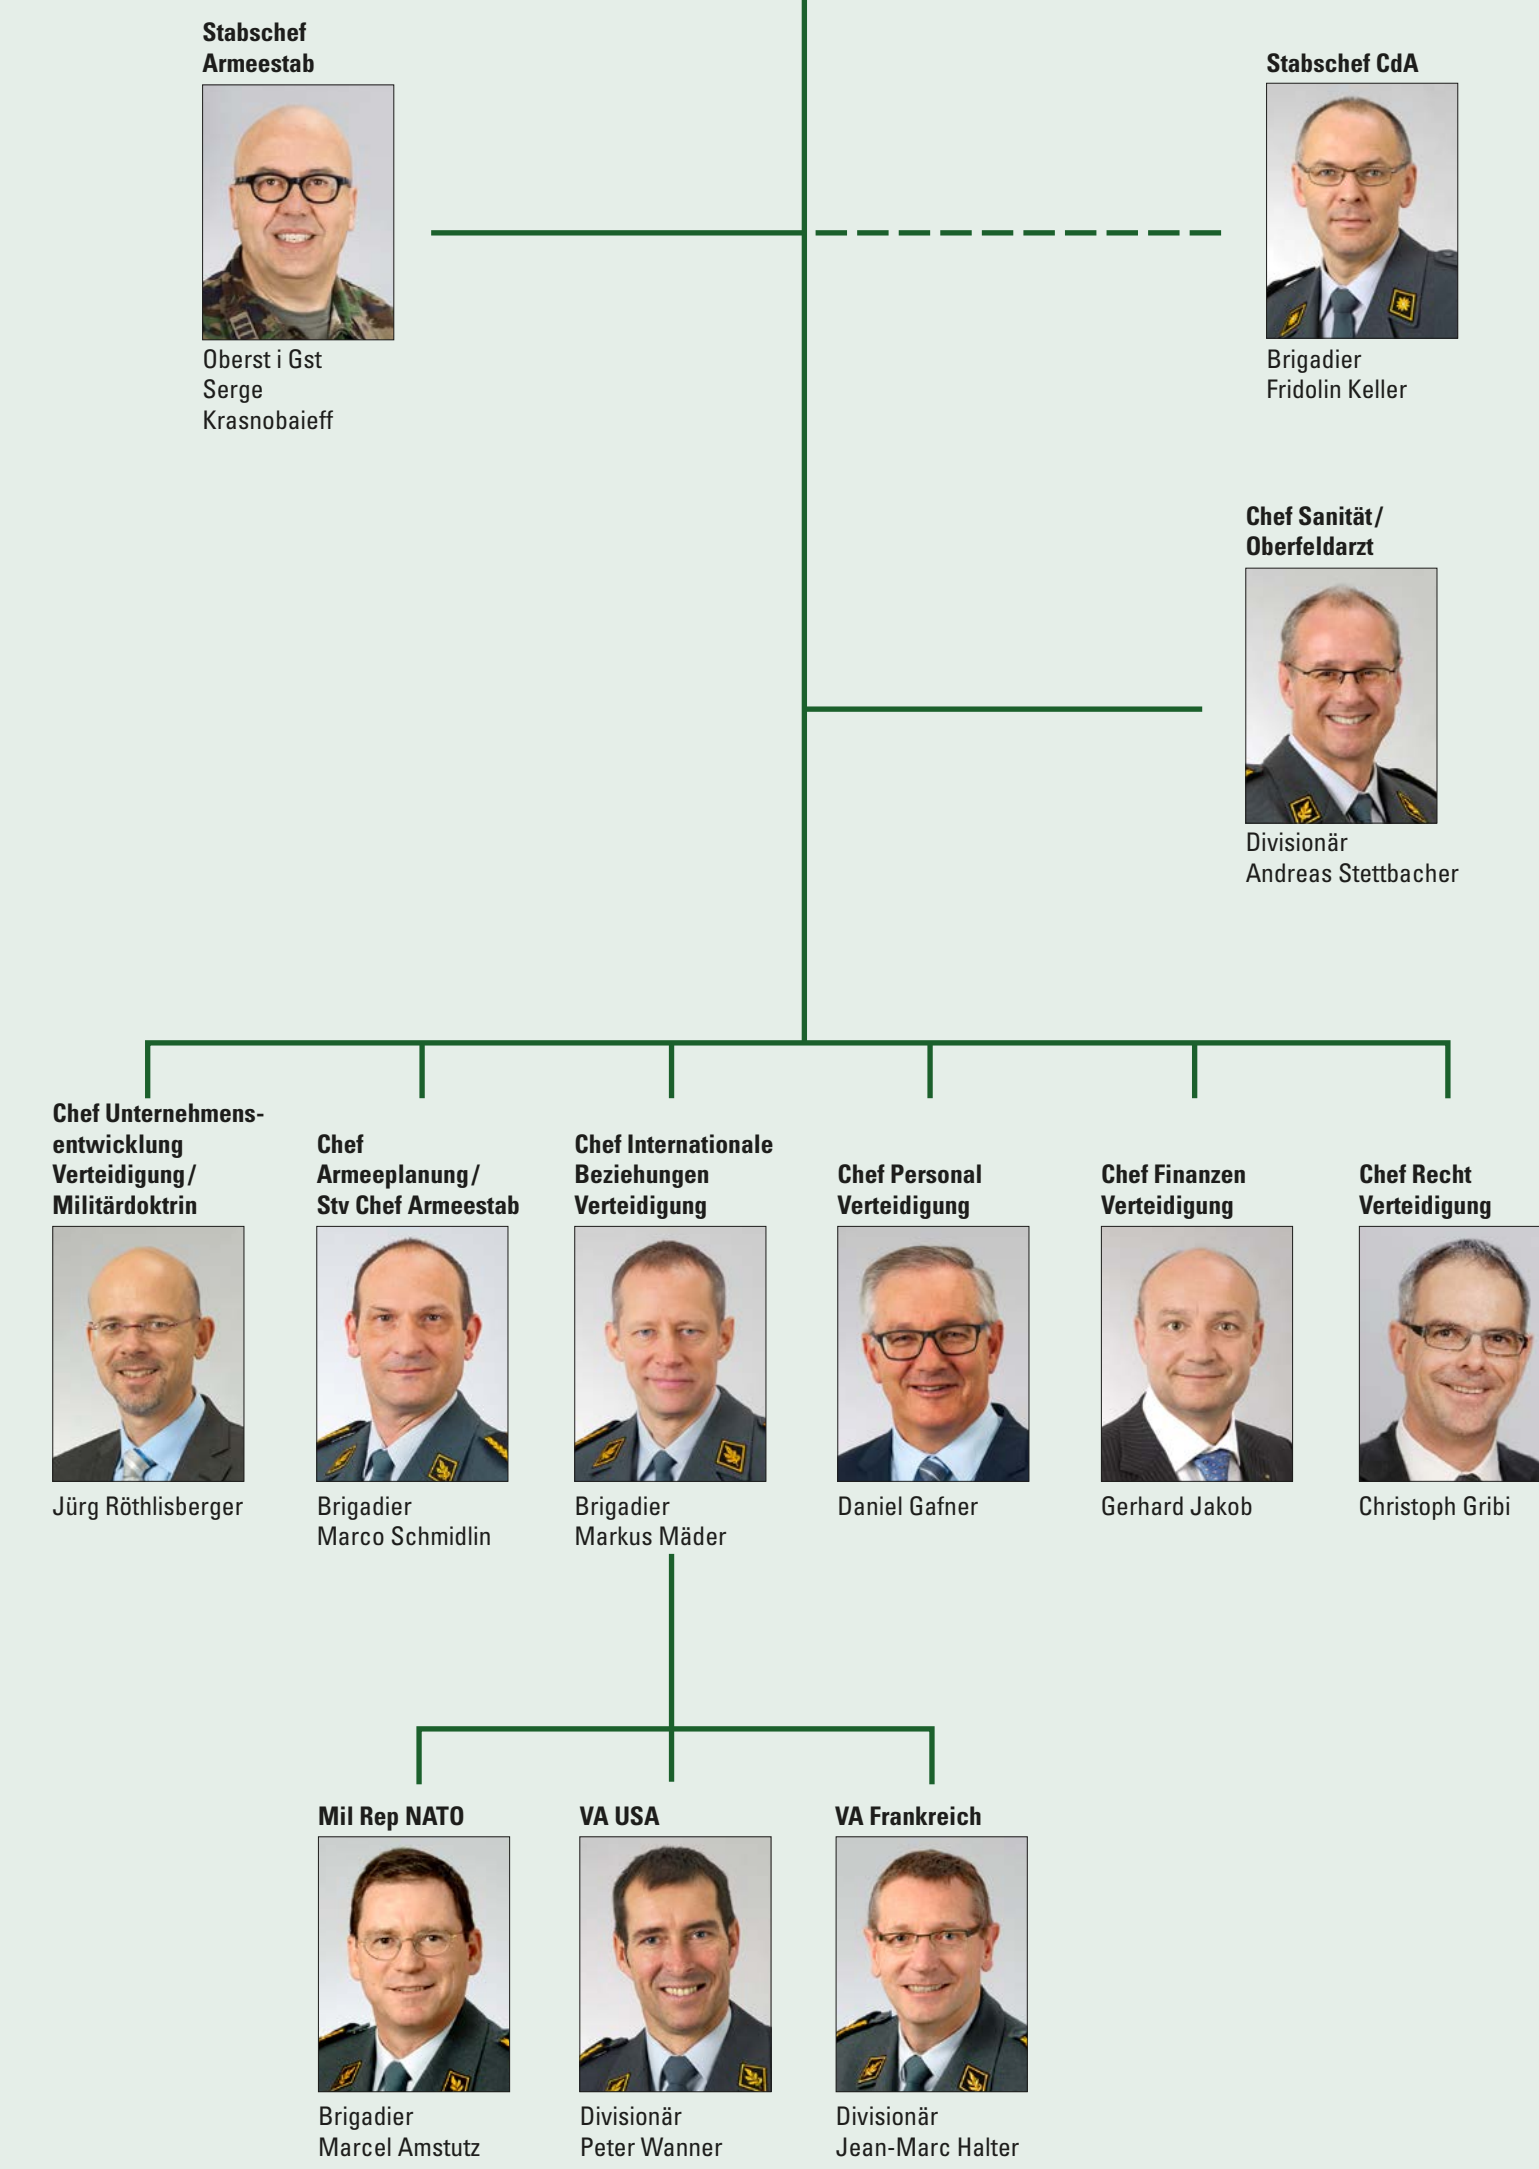 Stabschef
Armeestab
Oberst i Gst
Serge
Krasnobaieff
Stabschef CdA
Brigadier
Fridolin Keller
Chef Sanität/
Oberfeldarzt
Divisionär
Andreas Stettbacher
Chef Unternehmens-
entwicklung
Verteidigung/
Militärdoktrin
Jürg Röthlisberger
Chef
Armeeplanung/
Stv Chef Armeestab
Brigadier
Marco Schmidlin
Chef Internationale
Beziehungen
Verteidigung
Brigadier
Markus Mäder
Chef Personal
Verteidigung
Daniel Gafner
Chef Finanzen
Verteidigung
Gerhard Jakob
Chef Recht
Verteidigung
Christoph Gribi
Mil Rep NATO
Brigadier
Marcel Amstutz
VA USA
Divisionär
Peter Wanner
VA Frankreich
Divisionär
Jean-Marc Halter